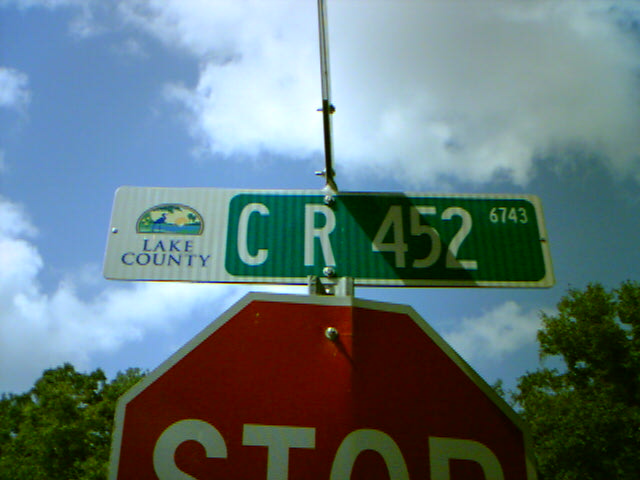 LAKE
COUNTY
C R 452 6743
STOP